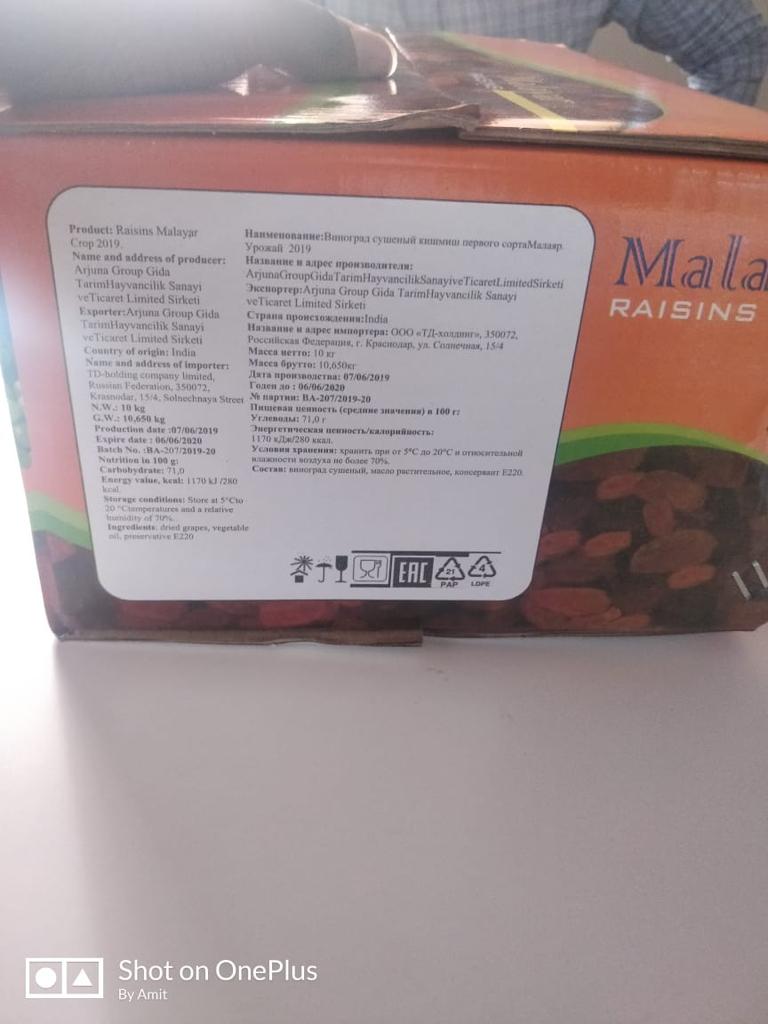 Product: Raisins Malayar
Crop 2019.
Name and address of producer:
Arjuna Group Gida
TarimHayvancilik Sanayi
veTicaret Limited Sirketi
Exporter:Arjuna Group Gida
TarimHayvancilik Sanayi
veTicaret Limited Sirketi
Country of origin: India
Name and address of importer:
TD-holding company limited,
Russian Federation, 350072,
Krasnodar, 15/4, Solnechnaya Street
N.W.: 10 kg
G.W.: 10,650 kg
Production date :07/06/2019
Expire date : 06/06/2020
Batch No. :BA-207/2019-20
Nutrition in 100 g:
Carbohydrate: 71,0
Energy value, kcal: 1170 kJ /280
kcal.
Storage conditions: Store at 5°Cto
20 °Ctemperatures and a relative
humidity of 70%.
Ingredients: dried grapes, vegetable
oil, preservative E220
Наименование:Виноград сушеный кишмиш первого сортаМалаяр.
Урожай 2019
Название и адрес производителя:
ArjunaGroupGidaTarimHayvancilikSanayiveTicaretLimitedSirketi
Экспортер:Arjuna Group Gida TarimHayvancilik Sanayi
veTicaret Limited Sirketi
Страна происхождения:India
Название и адрес импортера: ООО «ТД-холдинг», 350072,
Российская Федерация, г. Краснодар, ул. Солнечная, 15/4
Масса нетто: 10 кг
Масса брутто: 10,650кг
Дата производства: 07/06/2019
Годен до : 06/06/2020
№ партии: BA-207/2019-20
Пищевая ценность (средние значения) в 100 г:
Углеводы: 71,0 г
Энергетическая ценность/калорийность:
1170 кДж/280 ккал.
Условия хранения: хранить при от 5°С до 20°С и относительной
влажности воздуха не более 70%.
Состав: виноград сушеный, масло растительное, консервант Е220.
EAC
21
PAP
4
LDPE
Mala
RAISINS
Shot on OnePlus
By Amit